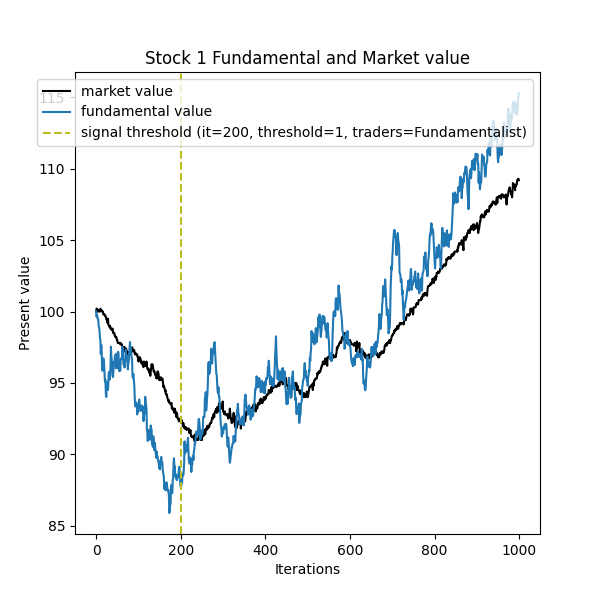 Stock 1 Fundamental and Market value
market value
fundamental value
signal threshold (it=200, threshold=1, traders=Fundamentalist)
115
110
105
100
95
90
85
Present value
0 200 400 600 800 1000
Iterations